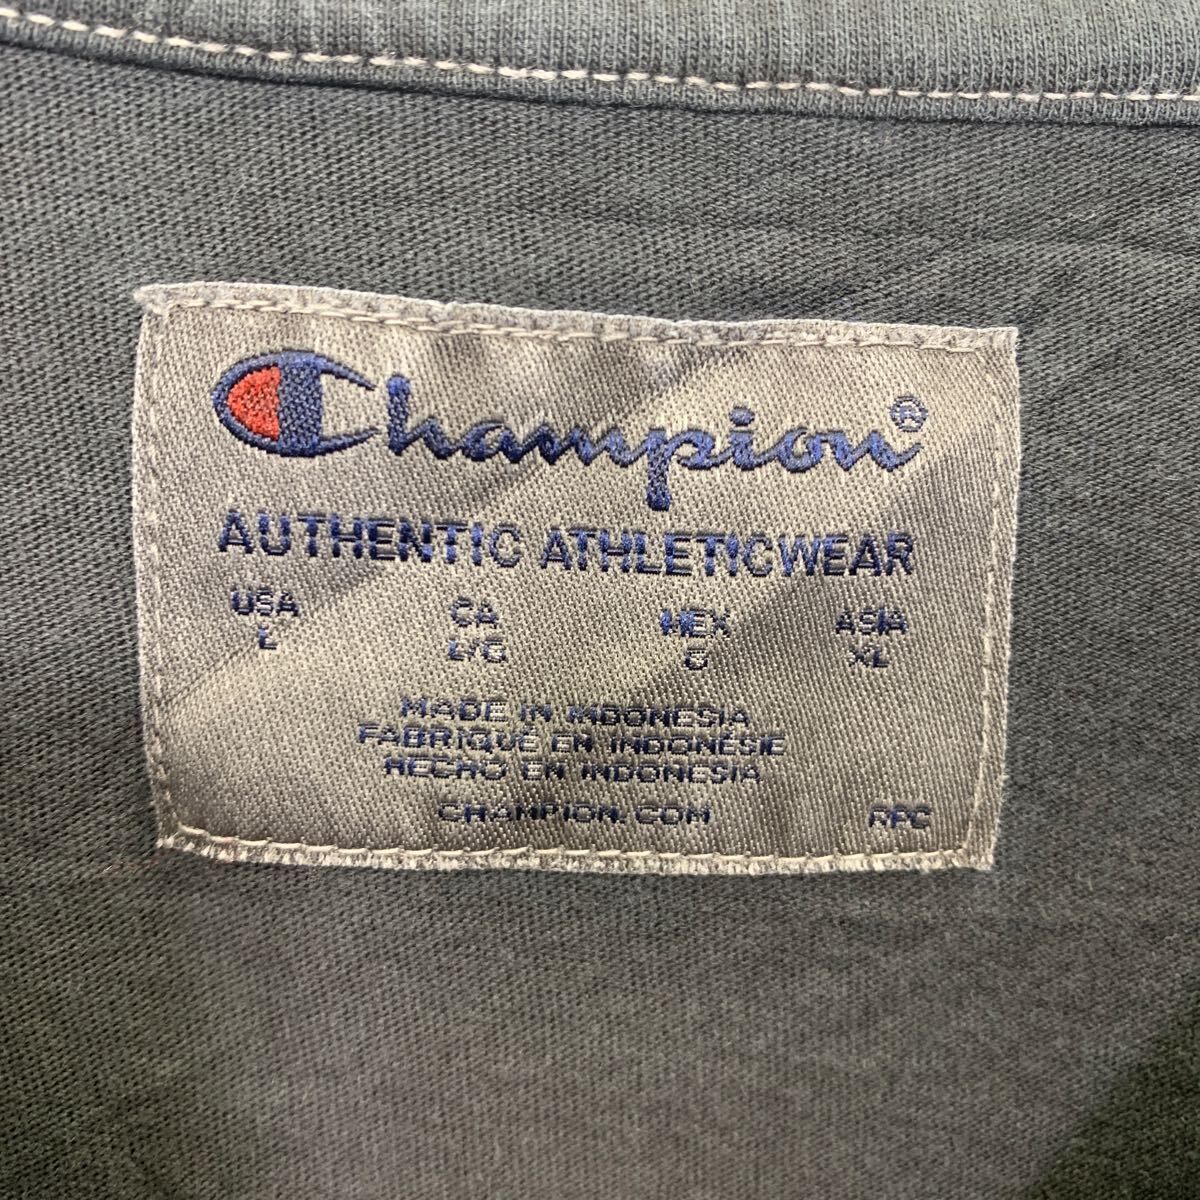 Champion®
AUTHENTIC ATHLETICWEAR
USA CA MEX ASIA
L L/G G XL
MADE IN INDONESIA
FABRIQUÉ EN INDONÉSIE
HECHO EN INDONESIA
CHAMPION.COM RPC